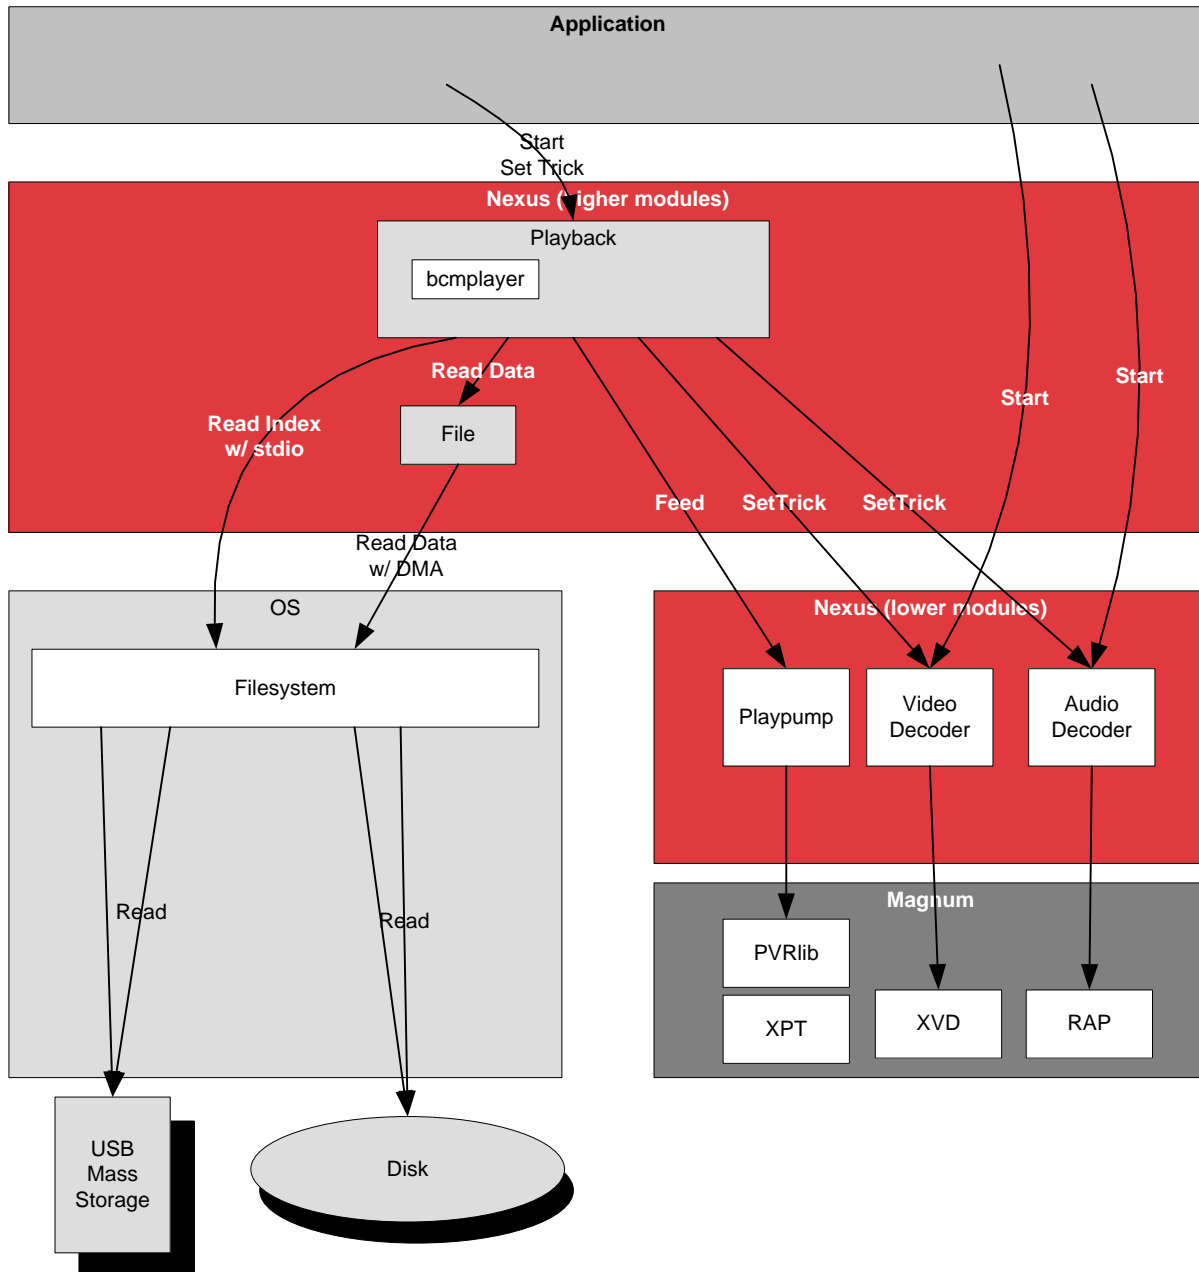 Application
Start
Set Trick
Nexus (higher modules)
Playback
bcmplayer
Read Data
Start
Start
Read Index
w/ stdio
File
Feed
SetTrick
SetTrick
Read Data
w/ DMA
OS
Nexus (lower modules)
Filesystem
Playpump
Video
Decoder
Audio
Decoder
Read
Read
Magnum
PVRlib
XPT
XVD
RAP
USB
Mass
Storage
Disk